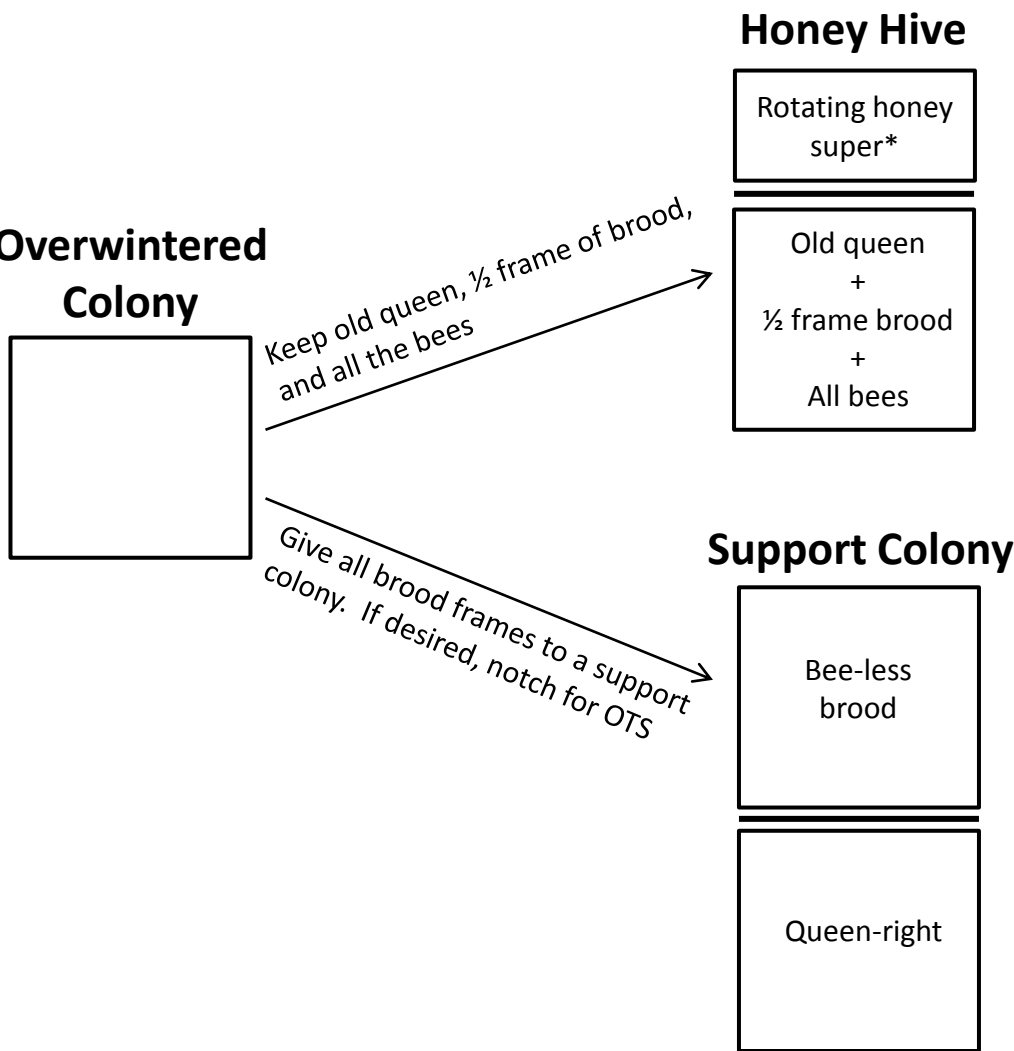 Honey Hive
Rotating honey
super*
Overwintered
Colony
Keep old queen, ½ frame of brood,
and all the bees
Old queen
+
½ frame brood
+
All bees
Give all brood frames to a support
colony.  If desired, notch for OTS
Support Colony
Bee-less
brood
Queen-right